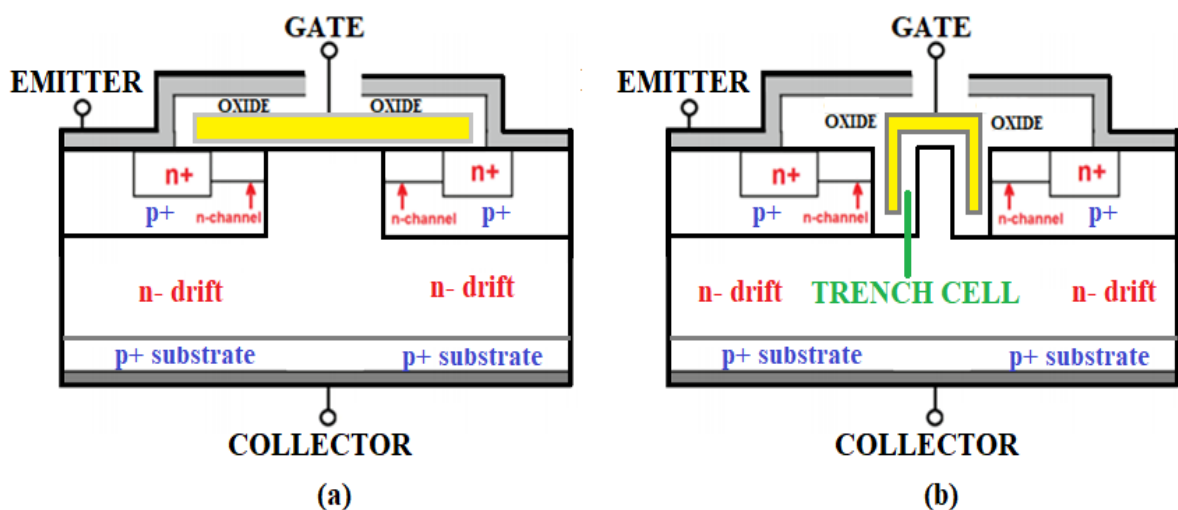 GATE
EMITTER
OXIDE OXIDE
n+ n+
n-channel n-channel
p+ p+
n- drift n- drift
p+ substrate p+ substrate
COLLECTOR
(a)
GATE
EMITTER
OXIDE OXIDE
n+ n+
n-channel n-channel
p+ p+
n- drift TRENCH CELL n- drift
p+ substrate p+ substrate
COLLECTOR
(b)